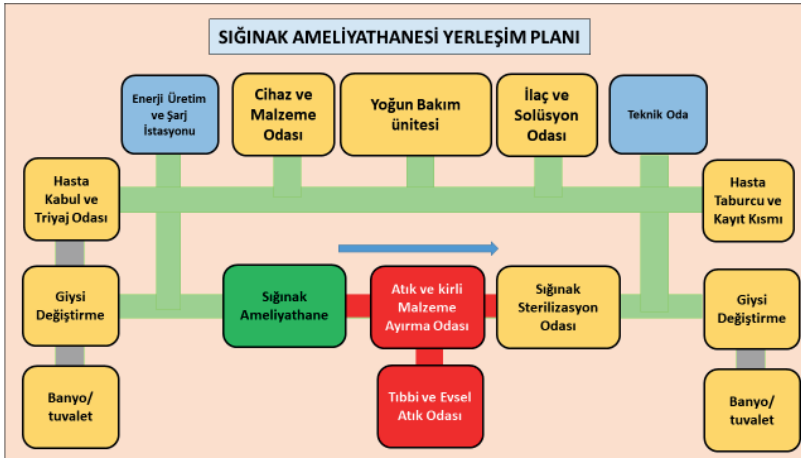 SIĞINAK AMELİYATHANESİ YERLEŞİM PLANI
Enerji Üretim
ve Şarj
İstasyonu
Cihaz ve
Malzeme
Odası
Yoğun Bakım
ünitesi
İlaç ve
Solüsyon
Odası
Teknik Oda
Hasta
Kabul ve
Triyaj Odası
Hasta
Taburcu ve
Kayıt Kısmı
Giysi
Değiştirme
Sığınak
Ameliyathane
Atık ve kirli
Malzeme
Ayırma Odası
Sığınak
Sterilizasyon
Odası
Giysi
Değiştirme
Banyo/
tuvalet
Tıbbi ve Evsel
Atık Odası
Banyo/
tuvalet